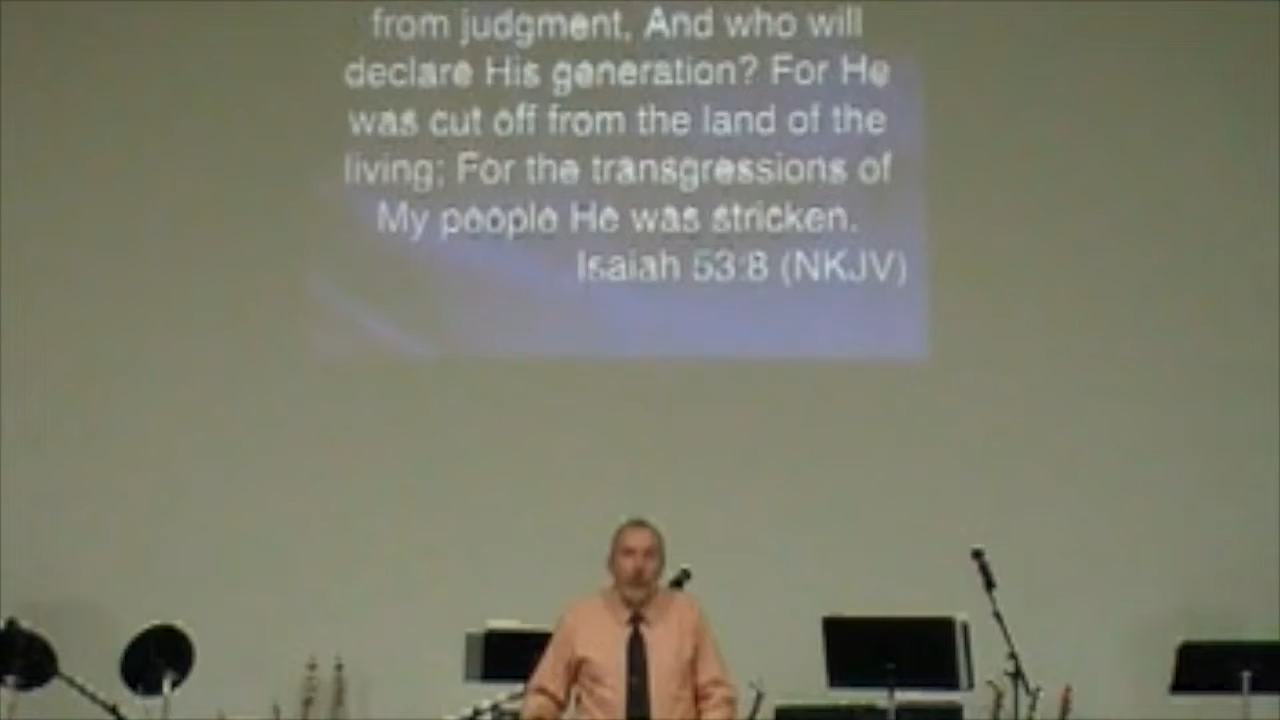 from judgment, And who will
declare His generation? For He
was cut off from the land of the
living; For the transgressions of
My people He was stricken.
Isaiah 53:8 (NKJV)